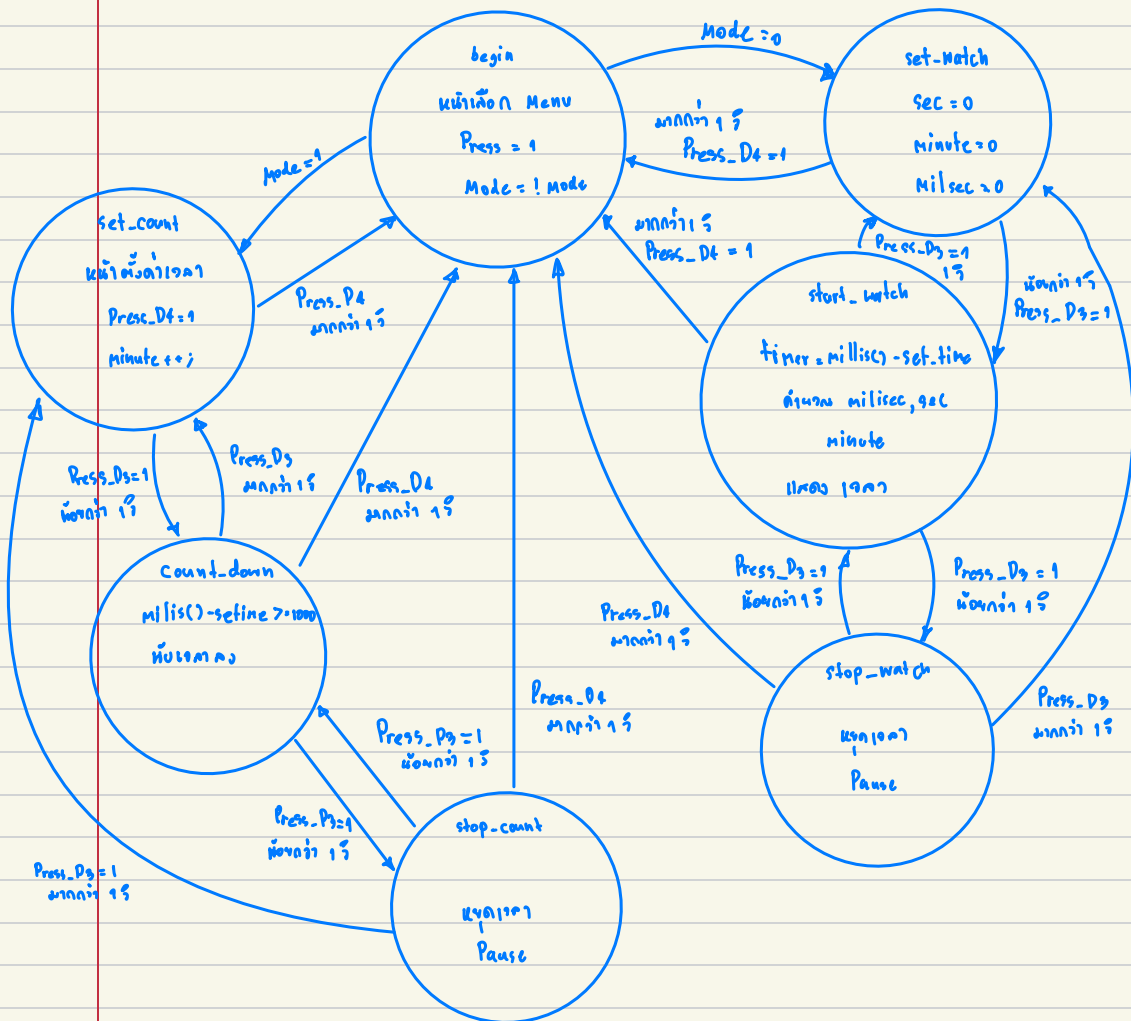 begin
หน้าเลือก Menu
Press = 1
Mode = ! Mode
Mode = 0
set_watch
sec = 0
minute = 0
Milsec = 0
มากกว่า 1 วิ
Press_D4 = 1
Mode = 1
set_count
หน้าตั้งค่าเวลา
Press_D4 = 1
minute ++;
Press_D4
มากกว่า 1 วิ
มากกว่า 1 วิ
Press_D4 = 1
Press_D3 = 1
1 วิ
น้อยกว่า 1 วิ
Press_D3 = 1
start_watch
timer = millis() - set_time
คำนวณ milisec, sec
minute
แสดง เวลา
Press_D3 = 1
น้อยกว่า 1 วิ
Press_D3
มากกว่า 1 วิ
Press_D4
มากกว่า 1 วิ
count_down
milis() - setime >= 1000
นับเวลาลง
Press_D3 = 1
น้อยกว่า 1 วิ
Press_D3 = 1
น้อยกว่า 1 วิ
Press_D4
มากกว่า 1 วิ
stop_watch
หยุดเวลา
Pause
Press_D3
มากกว่า 1 วิ
Press_D4
มากกว่า 1 วิ
Press_D3 = 1
น้อยกว่า 1 วิ
Press_D3 = 1
น้อยกว่า 1 วิ
stop_count
หยุดเวลา
Pause
Press_D3 = 1
มากกว่า 1 วิ